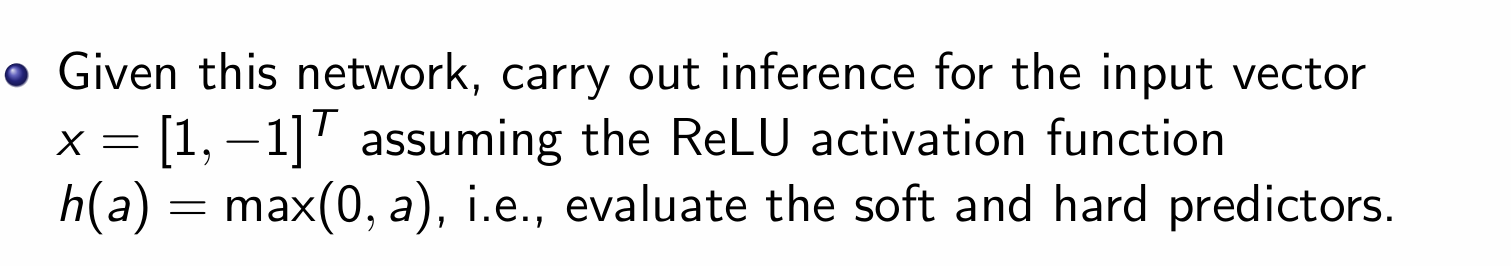 Given this network, carry out inference for the input vector
x = [1, −1]ᵀ assuming the ReLU activation function
h(a) = max(0, a), i.e., evaluate the soft and hard predictors.